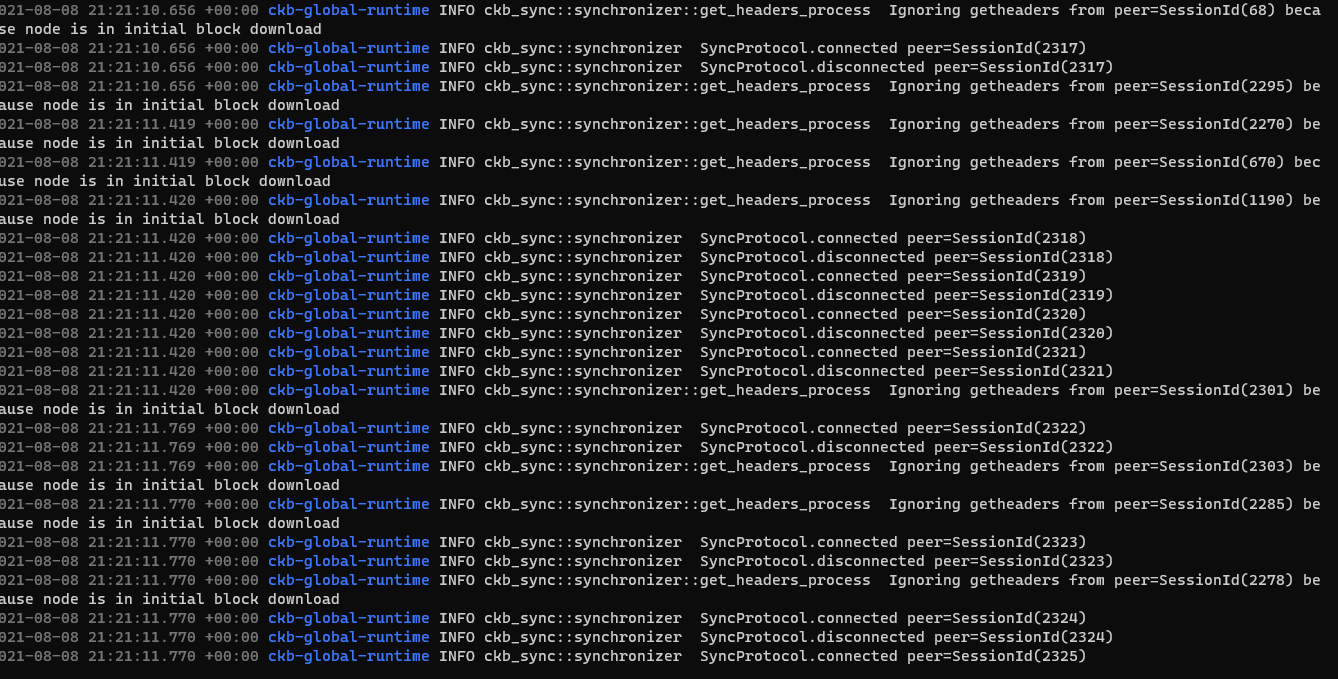 021-08-08 21:21:10.656 +00:00 ckb-global-runtime INFO ckb_sync::synchronizer::get_headers_process  Ignoring getheaders from peer=SessionId(68) beca
se node is in initial block download
021-08-08 21:21:10.656 +00:00 ckb-global-runtime INFO ckb_sync::synchronizer  SyncProtocol.connected peer=SessionId(2317)
021-08-08 21:21:10.656 +00:00 ckb-global-runtime INFO ckb_sync::synchronizer  SyncProtocol.disconnected peer=SessionId(2317)
021-08-08 21:21:10.656 +00:00 ckb-global-runtime INFO ckb_sync::synchronizer::get_headers_process  Ignoring getheaders from peer=SessionId(2295) be
ause node is in initial block download
021-08-08 21:21:11.419 +00:00 ckb-global-runtime INFO ckb_sync::synchronizer::get_headers_process  Ignoring getheaders from peer=SessionId(2270) be
ause node is in initial block download
021-08-08 21:21:11.419 +00:00 ckb-global-runtime INFO ckb_sync::synchronizer::get_headers_process  Ignoring getheaders from peer=SessionId(670) bec
use node is in initial block download
021-08-08 21:21:11.420 +00:00 ckb-global-runtime INFO ckb_sync::synchronizer::get_headers_process  Ignoring getheaders from peer=SessionId(1190) be
ause node is in initial block download
021-08-08 21:21:11.420 +00:00 ckb-global-runtime INFO ckb_sync::synchronizer  SyncProtocol.connected peer=SessionId(2318)
021-08-08 21:21:11.420 +00:00 ckb-global-runtime INFO ckb_sync::synchronizer  SyncProtocol.disconnected peer=SessionId(2318)
021-08-08 21:21:11.420 +00:00 ckb-global-runtime INFO ckb_sync::synchronizer  SyncProtocol.connected peer=SessionId(2319)
021-08-08 21:21:11.420 +00:00 ckb-global-runtime INFO ckb_sync::synchronizer  SyncProtocol.disconnected peer=SessionId(2319)
021-08-08 21:21:11.420 +00:00 ckb-global-runtime INFO ckb_sync::synchronizer  SyncProtocol.connected peer=SessionId(2320)
021-08-08 21:21:11.420 +00:00 ckb-global-runtime INFO ckb_sync::synchronizer  SyncProtocol.disconnected peer=SessionId(2320)
021-08-08 21:21:11.420 +00:00 ckb-global-runtime INFO ckb_sync::synchronizer  SyncProtocol.connected peer=SessionId(2321)
021-08-08 21:21:11.420 +00:00 ckb-global-runtime INFO ckb_sync::synchronizer  SyncProtocol.disconnected peer=SessionId(2321)
021-08-08 21:21:11.420 +00:00 ckb-global-runtime INFO ckb_sync::synchronizer::get_headers_process  Ignoring getheaders from peer=SessionId(2301) be
ause node is in initial block download
021-08-08 21:21:11.769 +00:00 ckb-global-runtime INFO ckb_sync::synchronizer  SyncProtocol.connected peer=SessionId(2322)
021-08-08 21:21:11.769 +00:00 ckb-global-runtime INFO ckb_sync::synchronizer  SyncProtocol.disconnected peer=SessionId(2322)
021-08-08 21:21:11.769 +00:00 ckb-global-runtime INFO ckb_sync::synchronizer::get_headers_process  Ignoring getheaders from peer=SessionId(2303) be
ause node is in initial block download
021-08-08 21:21:11.770 +00:00 ckb-global-runtime INFO ckb_sync::synchronizer::get_headers_process  Ignoring getheaders from peer=SessionId(2285) be
ause node is in initial block download
021-08-08 21:21:11.770 +00:00 ckb-global-runtime INFO ckb_sync::synchronizer  SyncProtocol.connected peer=SessionId(2323)
021-08-08 21:21:11.770 +00:00 ckb-global-runtime INFO ckb_sync::synchronizer  SyncProtocol.disconnected peer=SessionId(2323)
021-08-08 21:21:11.770 +00:00 ckb-global-runtime INFO ckb_sync::synchronizer::get_headers_process  Ignoring getheaders from peer=SessionId(2278) be
ause node is in initial block download
021-08-08 21:21:11.770 +00:00 ckb-global-runtime INFO ckb_sync::synchronizer  SyncProtocol.connected peer=SessionId(2324)
021-08-08 21:21:11.770 +00:00 ckb-global-runtime INFO ckb_sync::synchronizer  SyncProtocol.disconnected peer=SessionId(2324)
021-08-08 21:21:11.770 +00:00 ckb-global-runtime INFO ckb_sync::synchronizer  SyncProtocol.connected peer=SessionId(2325)